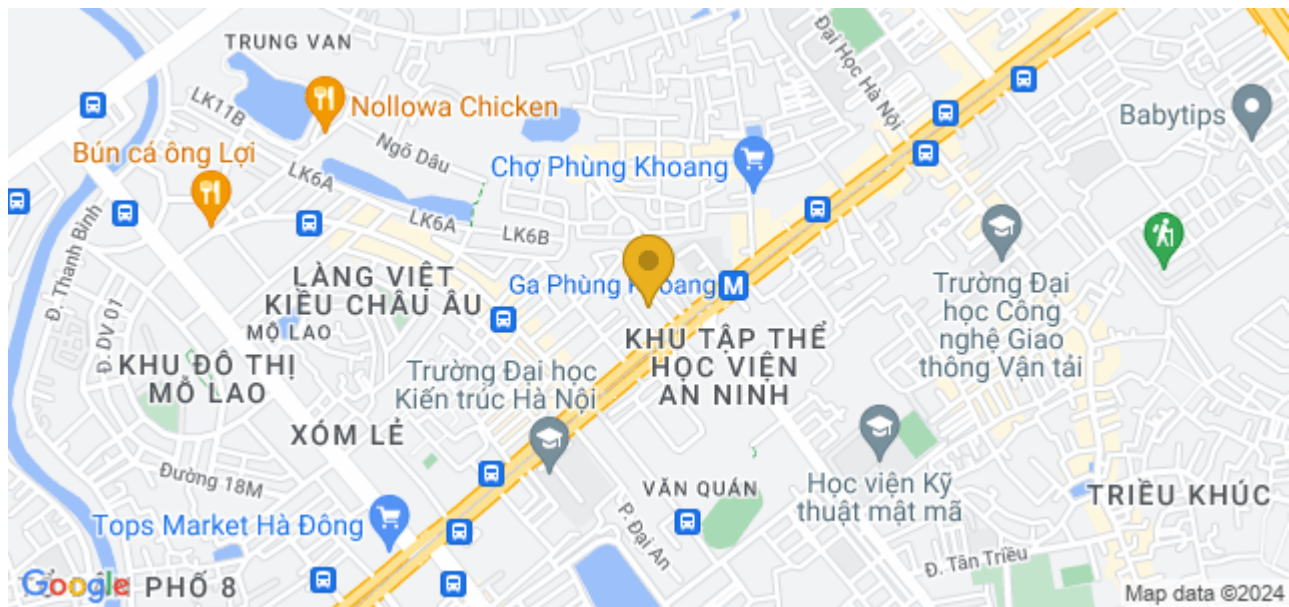 TRUNG VAN
Đại Học Hà Nội
LK11B
Nollowa Chicken
Babytips
Ngõ Dâu
Bún cá ông Lợi
Chợ Phùng Khoang
LK6A
Đ. Thanh Bình
LK6A
LK6B
LÀNG VIỆT
KIỀU CHÂU ÂU
Ga Phùng Khoang
M
Trường Đại
học Công
nghệ Giao
thông Vận tải
Đ. DV 01
MỘ LAO
KHU TẬP THỂ
HỌC VIỆN
AN NINH
KHU ĐÔ THỊ
MỖ LAO
Trường Đại học
Kiến trúc Hà Nội
XÓM LẺ
Đường 18M
VĂN QUÁN
Học viện Kỹ
thuật mật mã
TRIỀU KHÚC
Tops Market Hà Đông
P. Đại An
Đ. Tân Triều
Google
PHỐ 8
Map data ©2024